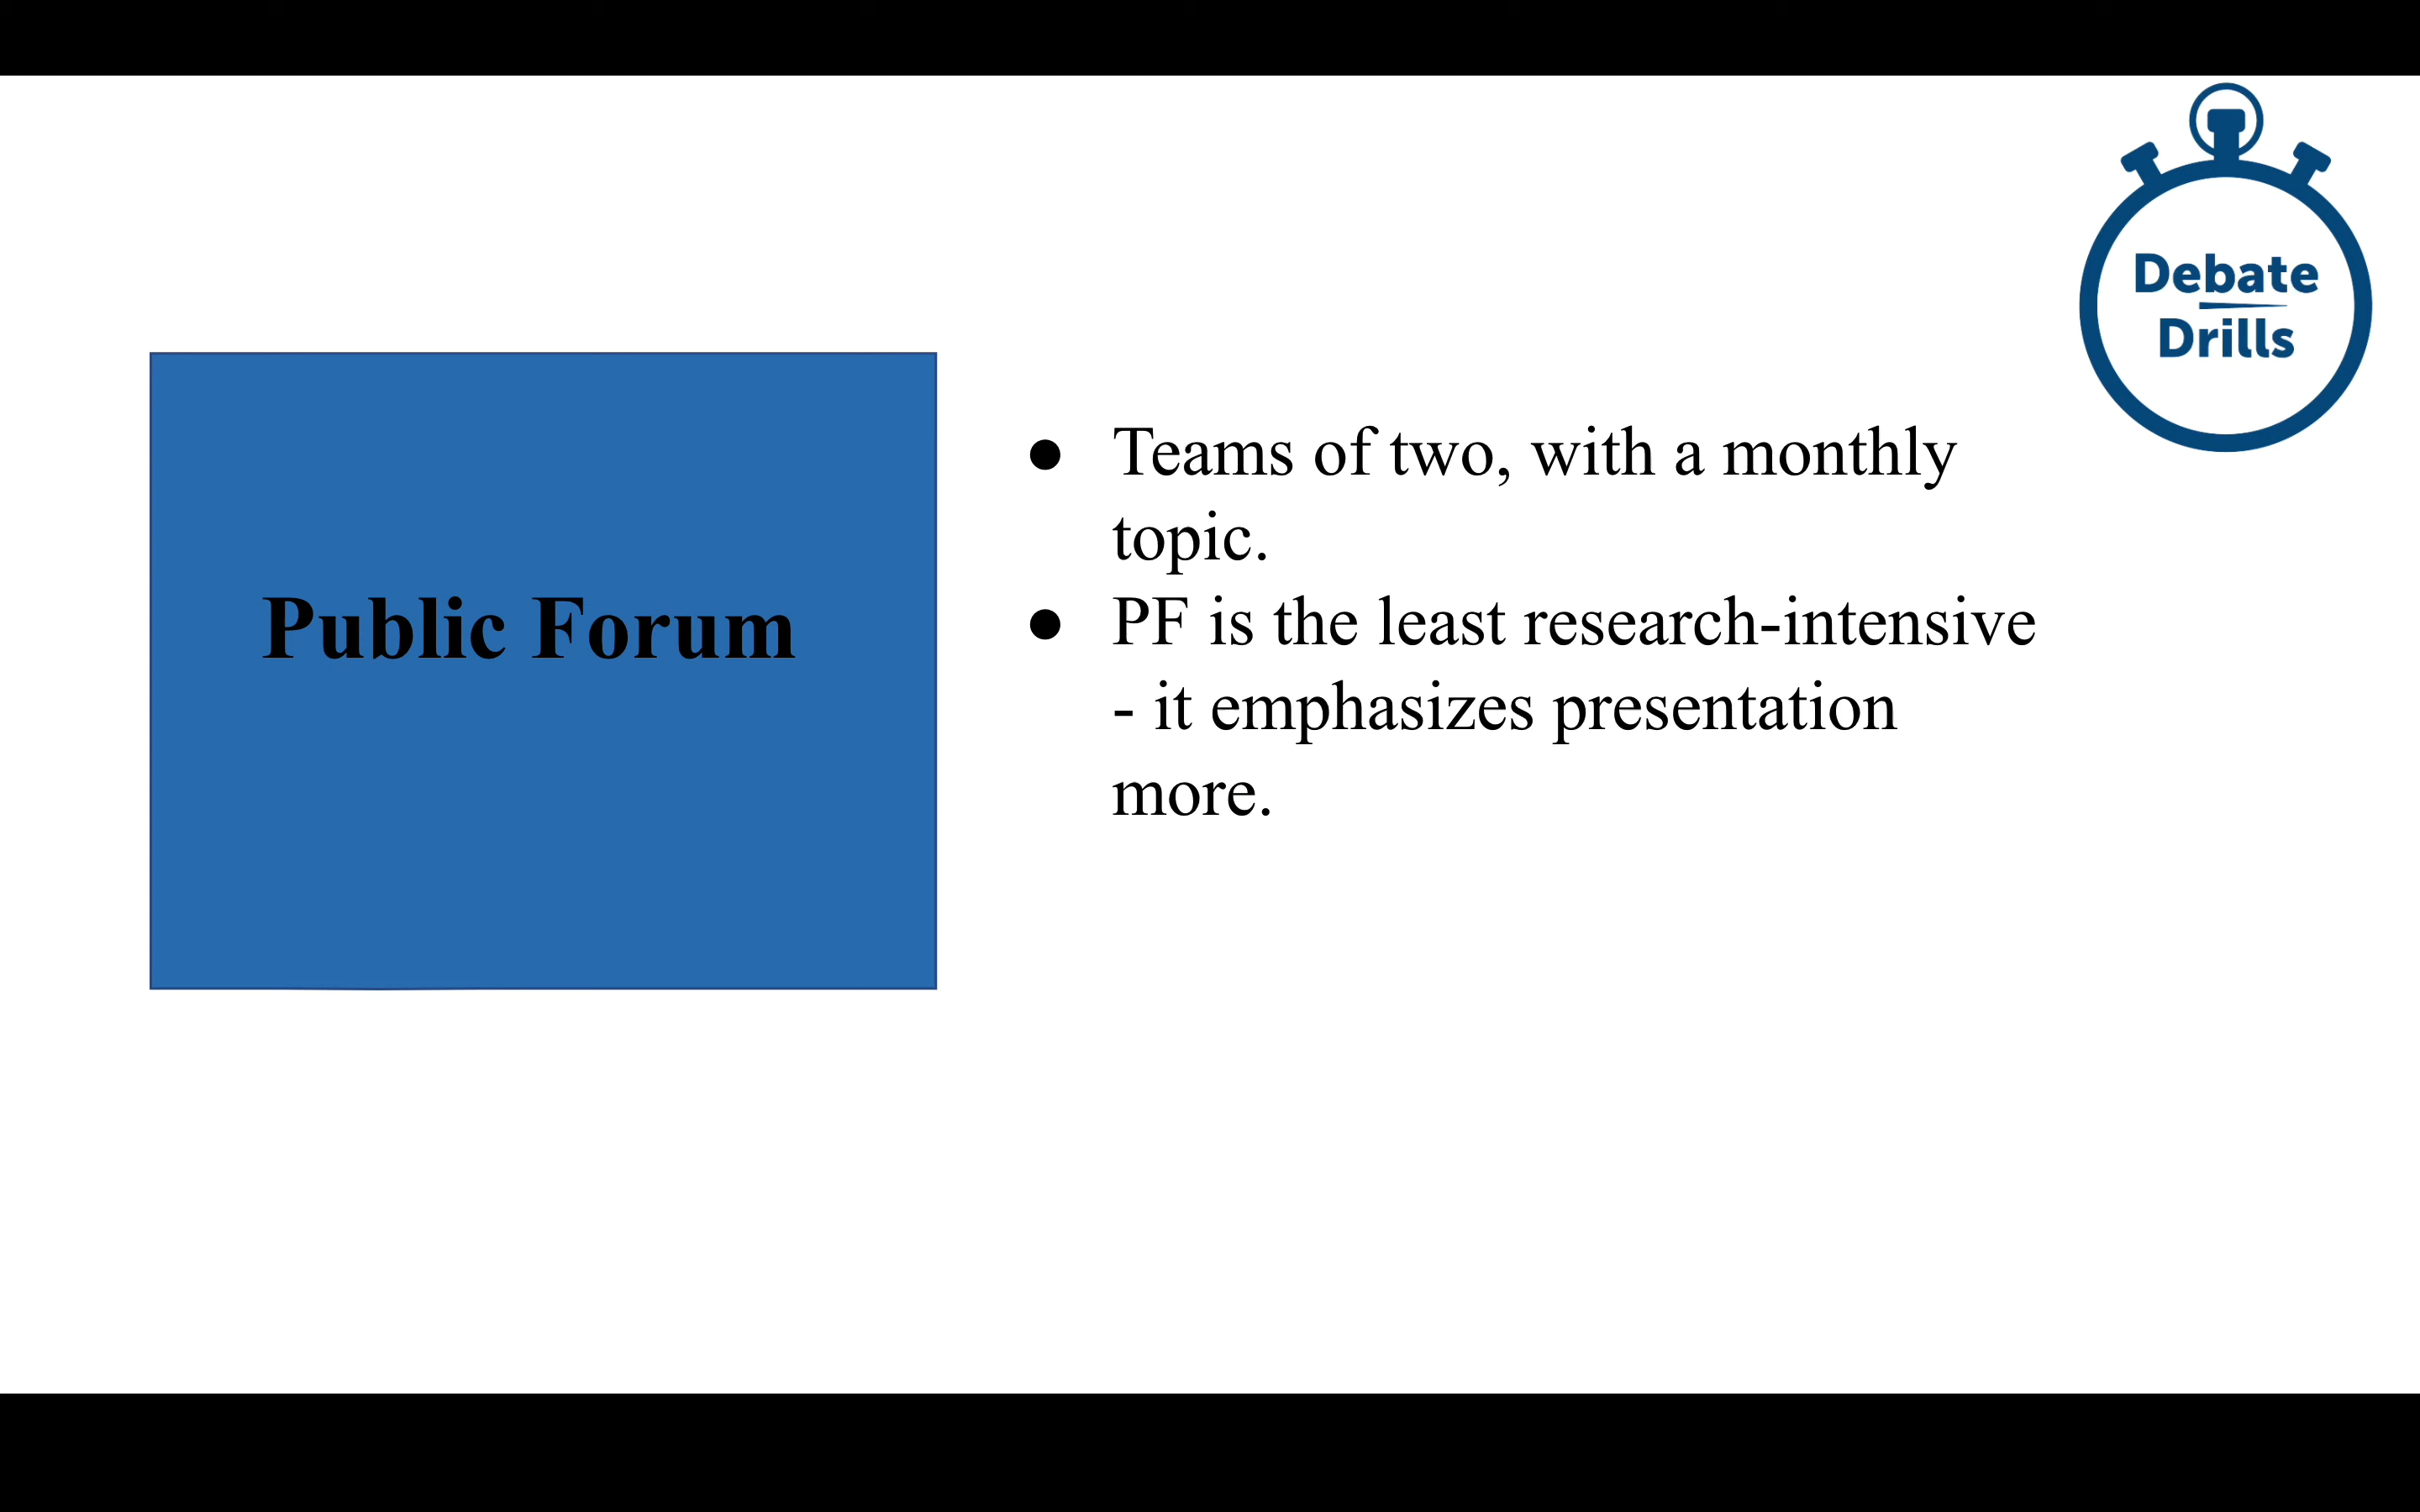 Debate
Drills
Public Forum
● Teams of two, with a monthly
topic.
● PF is the least research-intensive
- it emphasizes presentation
more.